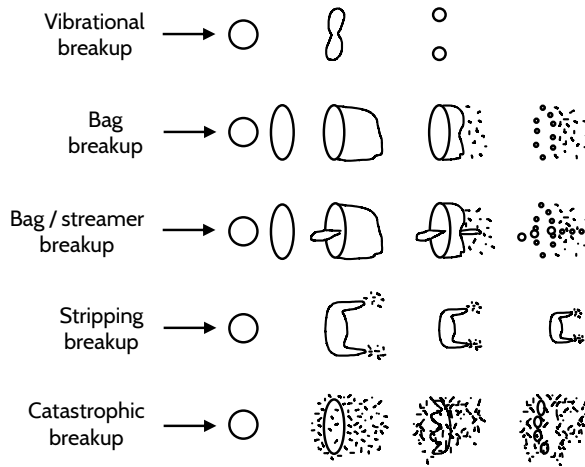 Vibrational
breakup
Bag
breakup
Bag / streamer
breakup
Stripping
breakup
Catastrophic
breakup